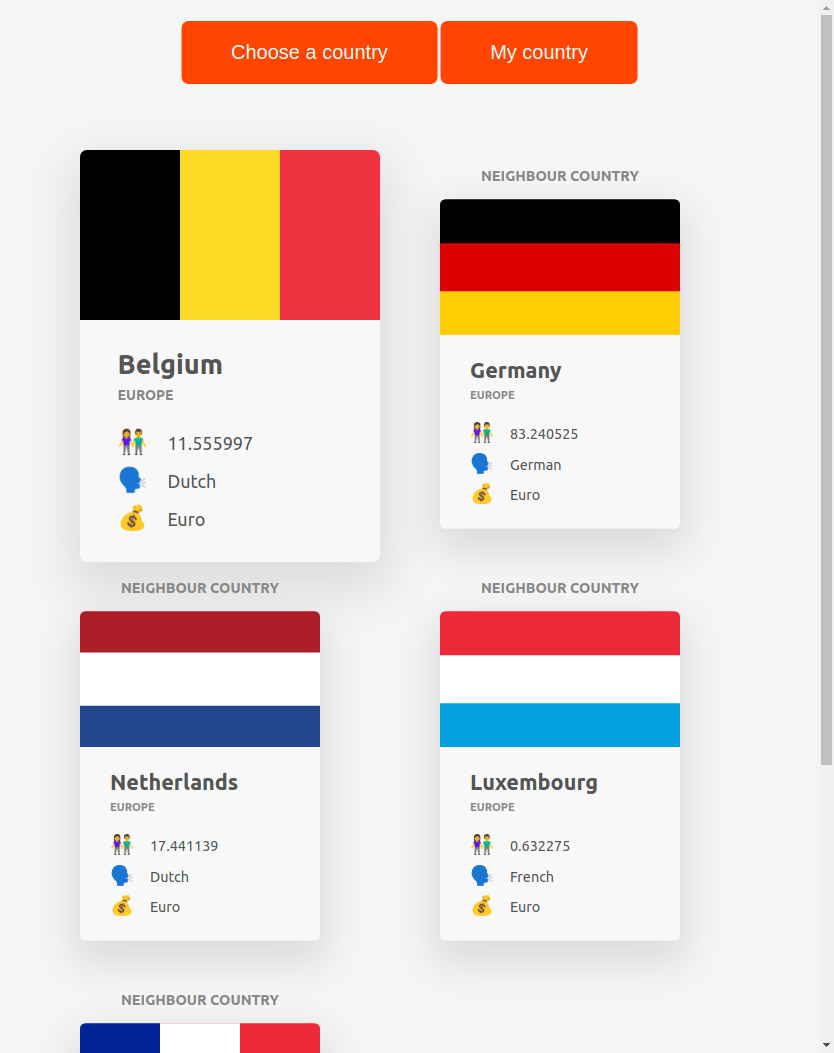 Choose a country
My country
Belgium
EUROPE
11.555997
Dutch
Euro
NEIGHBOUR COUNTRY
Germany
EUROPE
83.240525
German
Euro
NEIGHBOUR COUNTRY
Netherlands
EUROPE
17.441139
Dutch
Euro
NEIGHBOUR COUNTRY
Luxembourg
EUROPE
0.632275
French
Euro
NEIGHBOUR COUNTRY